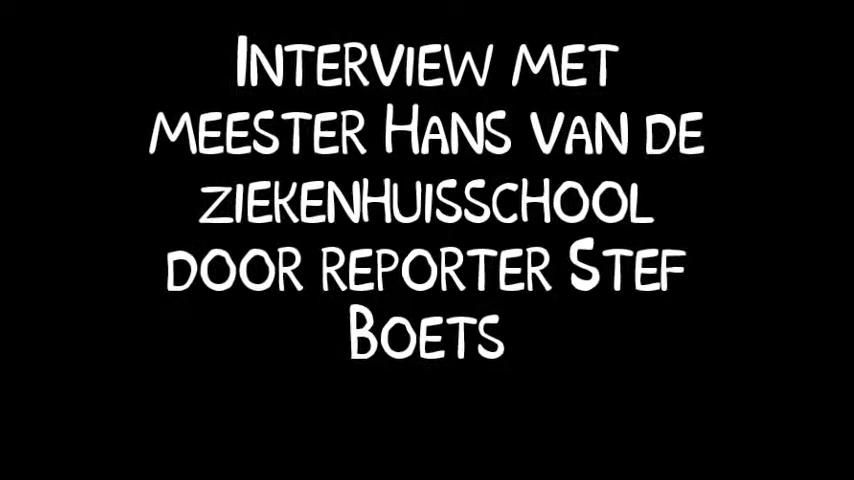 Interview met
meester Hans van de
ziekenhuisschool
door reporter Stef
Boets